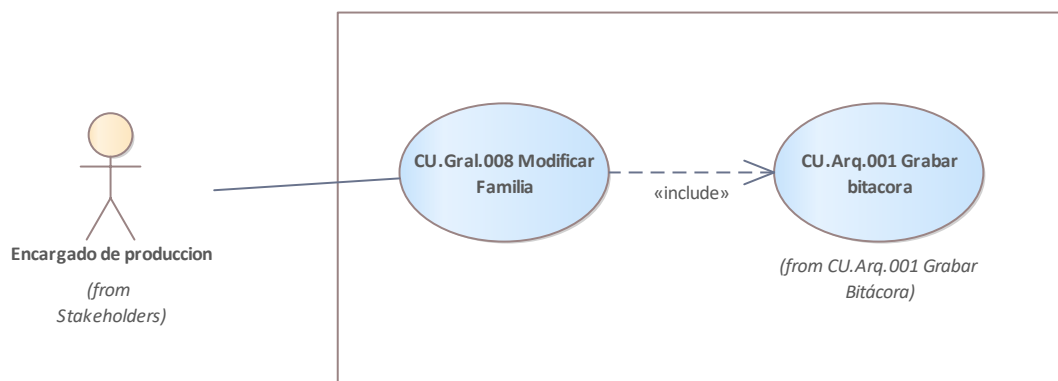 CU.Gral.008 Modificar
Familia
CU.Arq.001 Grabar
bitacora
«include»
Encargado de produccion
(from
Stakeholders)
(from CU.Arq.001 Grabar
Bitácora)